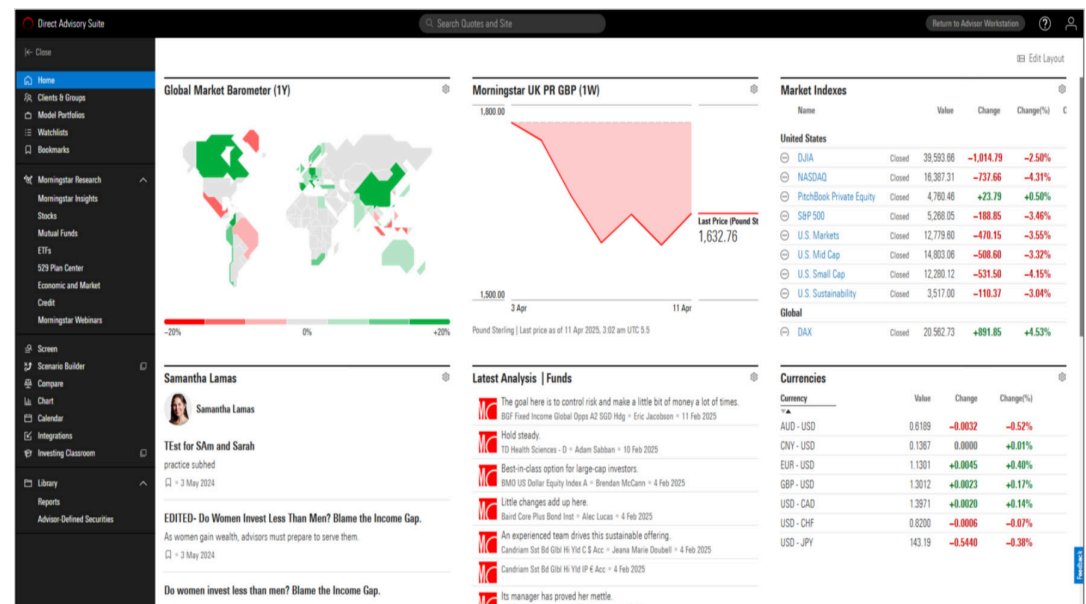 Direct Advisory Suite
Search Quotes and Site
Return to Advisor Workstation
Close
Home
Clients & Groups
Model Portfolios
Watchlists
Bookmarks
Morningstar Research
Morningstar Insights
Stocks
Mutual Funds
ETFs
529 Plan Center
Economic and Market
Credit
Morningstar Webinars
Screen
Scenario Builder
Compare
Chart
Calendar
Integrations
Investing Classroom
Library
Reports
Advisor-Defined Securities
Edit Layout
Global Market Barometer (1Y)
-20% 0% +20%
Morningstar UK PR GBP (1W)
1,800.00
Last Price (Pound St
1,632.76
1,500.00
3 Apr 11 Apr
Pound Sterling | Last price as of 11 Apr 2025, 3.02 am UTC 5.5
Market Indexes
Name Value Change Change(%) C
United States
DJIA Closed 39,593.66 −1,014.79 −2.50%
NASDAQ Closed 16,387.31 −737.66 −4.31%
PitchBook Private Equity Closed 4,760.46 +23.79 +0.50%
S&P 500 Closed 5,268.05 −188.85 −3.46%
U.S. Markets Closed 12,779.60 −470.15 −3.55%
U.S. Mid Cap Closed 14,803.06 −508.60 −3.32%
U.S. Small Cap Closed 12,280.12 −531.50 −4.15%
U.S. Sustainability Closed 3,517.00 −110.37 −3.04%
Global
DAX Closed 20,562.73 +891.85 +4.53%
Samantha Lamas
Samantha Lamas
TEst for SAm and Sarah
practice subhed
3 May 2024
EDITED- Do Women Invest Less Than Men? Blame the Income Gap.
As women gain wealth, advisors must prepare to serve them.
3 May 2024
Do women invest less than men? Blame the Income Gap.
Latest Analysis | Funds
The goal here is to control risk and make a little bit of money a lot of times.
BGF Fixed Income Global Opps A2 SGD Hdg • Eric Jacobson • 11 Feb 2025
Hold steady.
TD Health Sciences - D • Adam Sabban • 10 Feb 2025
Best-in-class option for large-cap investors.
BMO US Dollar Equity Index A • Brendan McCann • 4 Feb 2025
Little changes add up here.
Baird Core Plus Bond Inst • Alec Lucas • 4 Feb 2025
An experienced team drives this sustainable offering.
Candriam Sst Bd Glbl Hi Yld C $ Acc • Jeana Marie Doubell • 4 Feb 2025
Candriam Sst Bd Glbl Hi Yld IP € Acc • 4 Feb 2025
Its manager has proved her mettle.
Currencies
Currency Value Change Change(%)
AUD - USD 0.6189 −0.0032 −0.52%
CNY - USD 0.1367 0.0000 +0.01%
EUR - USD 1.1301 +0.0045 +0.40%
GBP - USD 1.3012 +0.0023 +0.17%
USD - CAD 1.3971 +0.0020 +0.14%
USD - CHF 0.8200 −0.0006 −0.07%
USD - JPY 143.19 −0.5440 −0.38%
Feedback